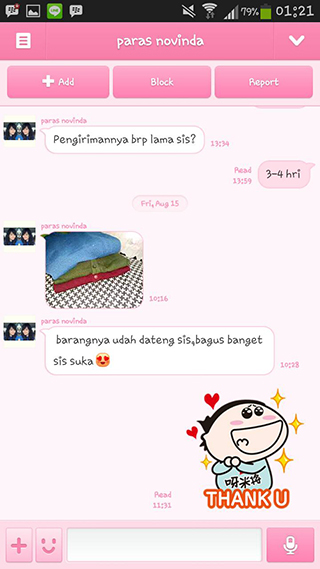 79% 01:21
paras novinda
+ Add
Block
Report
paras novinda
Pengirimannya brp lama sis?
13:34
Read
13:59
3-4 hri
Fri, Aug 15
paras novinda
10:16
paras novinda
barangnya udah dateng sis,bagus banget
sis suka
10:23
THANK U
Read
11:31